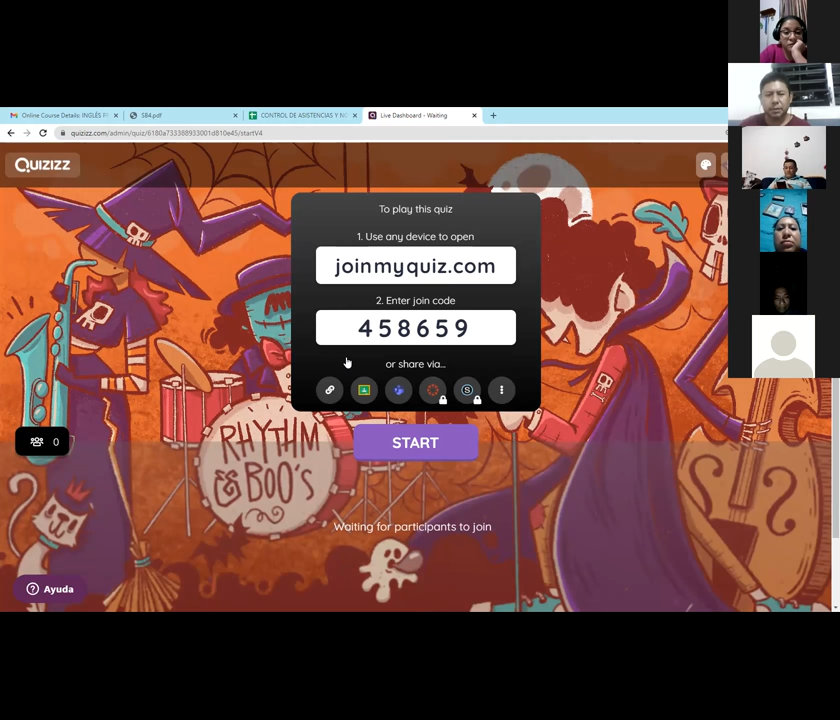 Online Course Details: INGLÉS
584.pdf
CONTROL DE ASISTENCIAS Y
Live Dashboard - Waiting
quizizz.com/admin/quiz/6180a733388933001d810e45/startV4
QUIZIZZ
To play this quiz
1. Use any device to open
joinmyquiz.com
2. Enter join code
458659
or share via...
START
0
RHYTHM
& BOO'S
Waiting for participants to join
Ayuda